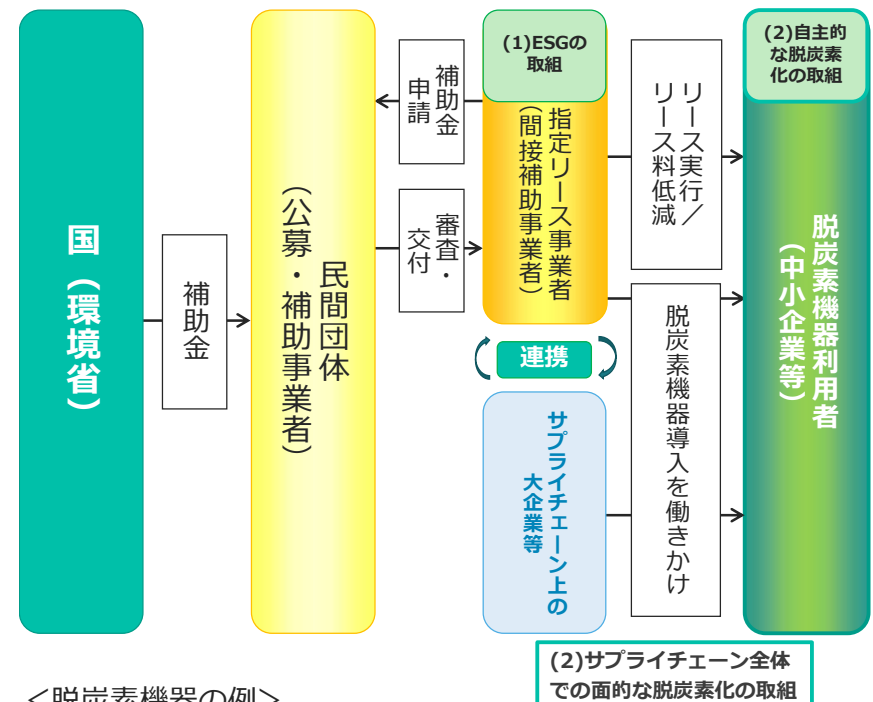 国（環境省）
補助金
民間団体
（公募・補助事業者）
補助金
申請
審査・
交付
(1)ESGの
取組
指定リース事業者
（間接補助事業者）
連携
サプライチェーン上の
大企業等
リース実行／
リース料低減
脱炭素機器導入を働きかけ
(2)自主的
な脱炭素
化の取組
脱炭素機器利用者
（中小企業等）
(2)サプライチェーン全体
での面的な脱炭素化の取組
＜脱炭素機器の例＞